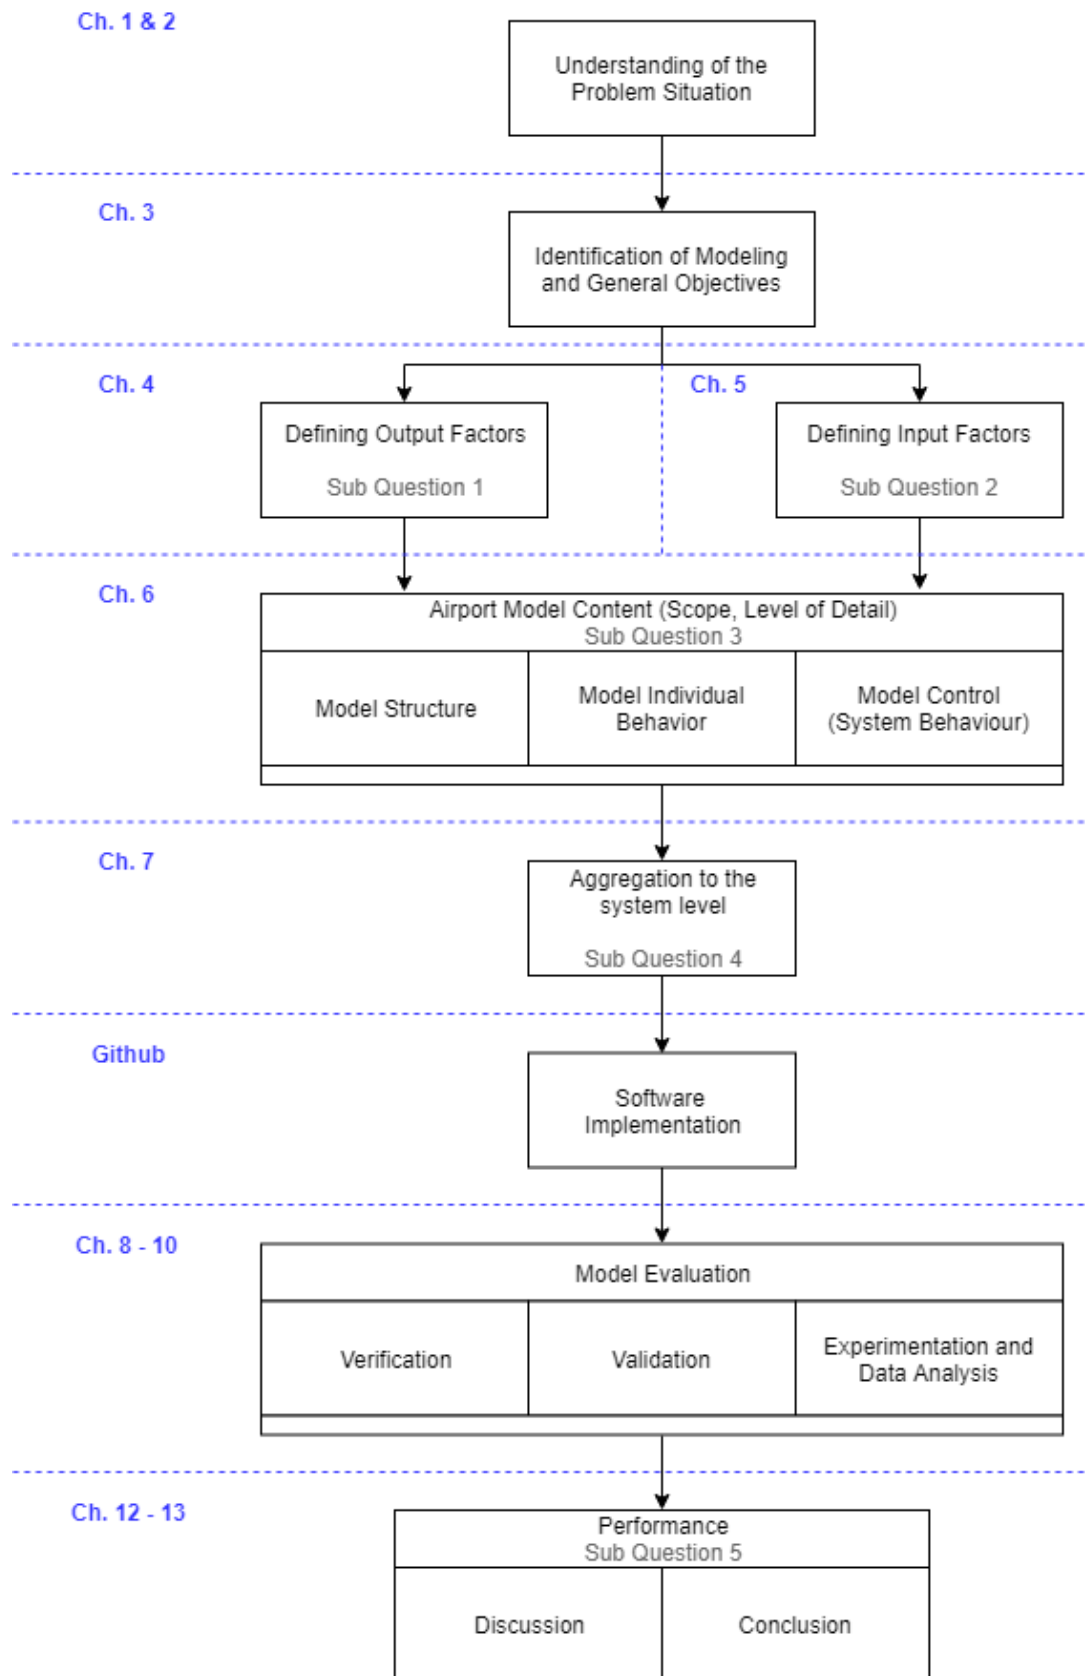 Ch. 1 & 2
Understanding of the
Problem Situation
Ch. 3
Identification of Modeling
and General Objectives
Ch. 4
Ch. 5
Defining Output Factors
Sub Question 1
Defining Input Factors
Sub Question 2
Ch. 6
Airport Model Content (Scope, Level of Detail)
Sub Question 3
Model Structure
Model Individual
Behavior
Model Control
(System Behaviour)
Ch. 7
Aggregation to the
system level
Sub Question 4
Github
Software
Implementation
Ch. 8 - 10
Model Evaluation
Verification
Validation
Experimentation and
Data Analysis
Ch. 12 - 13
Performance
Sub Question 5
Discussion
Conclusion